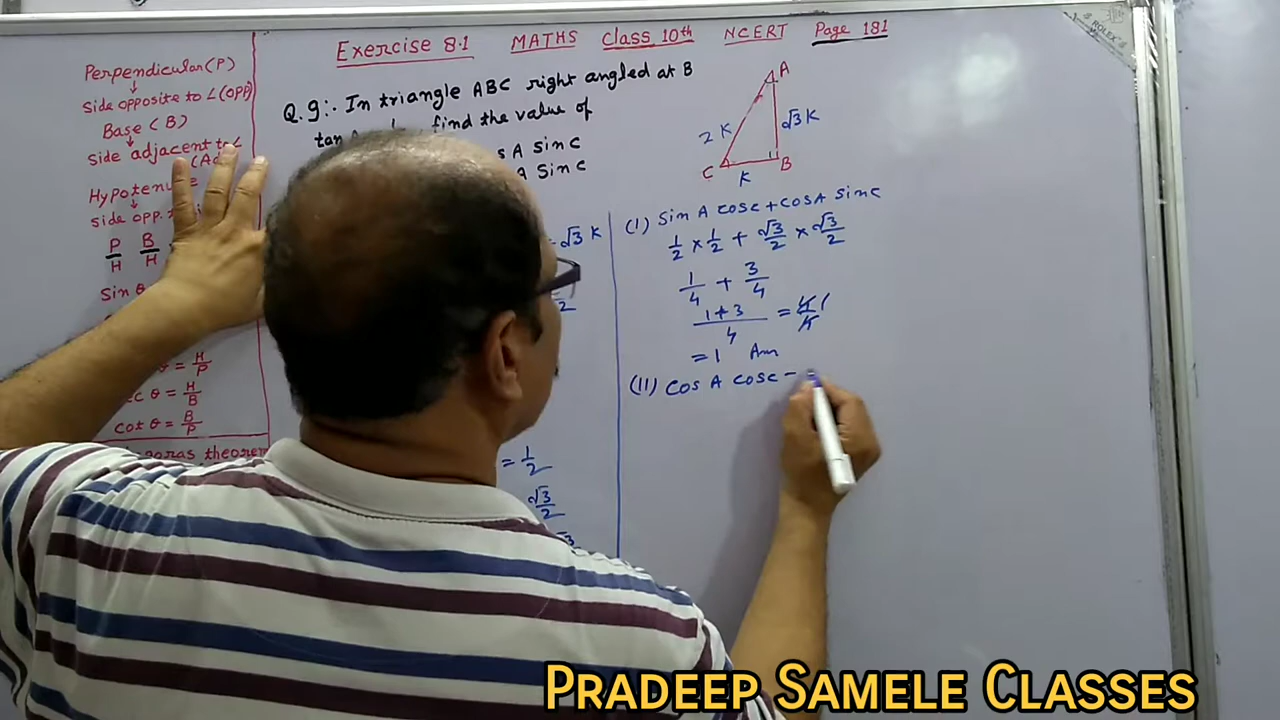 Exercise 8.1 MATHS Class 10th NCERT Page 181
Perpendicular (P)
↓
Side opposite to ∠ (OPP)
Base (B)
↓
Side adjacent to ∠
Hypotenuse
↓
side opp.
P/H B/H
Sin θ
= H/P
sec θ = H/B
cot θ = B/P
theorem
Q.9:. In triangle ABC right angled at B
find the value of
A sin C
A Sin C
√3 K
= 1/2
√3/2
A
2K
√3 K
C
K
B
(I) Sin A cos c + cos A sin c
1/2 × 1/2 + √3/2 × √3/2
1/4 + 3/4
1+3/4 = 4/4 1
= 1 Ans
(II) cos A cos c −
PRADEEP SAMELE CLASSES